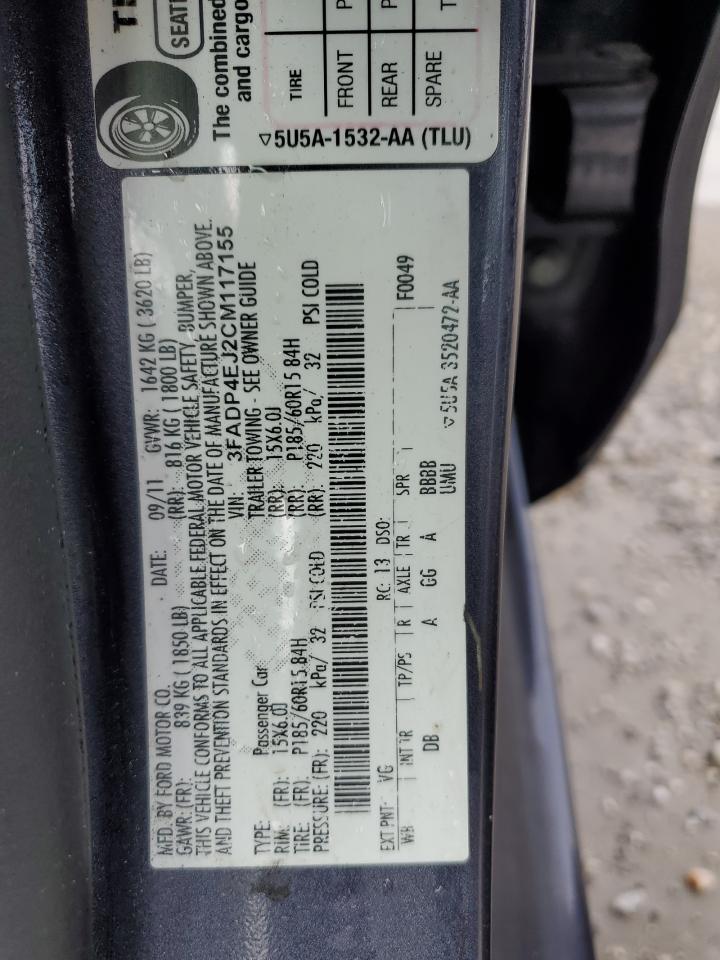 SEATI
The combined
and cargo
TIRE
FRONT P
REAR P
SPARE T
▽5U5A-1532-AA (TLU)
MFD. BY FORD MOTOR CO. DATE: 09/11 GVWR: 1642 KG ( 3620 LB)
GAWR: (FR): 839 KG ( 1850 LB) (RR): 816 KG ( 1800 LB)
THIS VEHICLE CONFORMS TO ALL APPLICABLE FEDERAL MOTOR VEHICLE SAFETY, BUMPER,
AND THEFT PREVENTION STANDARDS IN EFFECT ON THE DATE OF MANUFACTURE SHOWN ABOVE.
VIN: 3FADP4EJ2CM117155
TYPE: Passenger Car TRAILER TOWING - SEE OWNER GUIDE
RIM: (FR): 15X6.0J (RR): 15X6.0J
TIRE: (FR): P185/60R15 84H (RR): P185/60R15 84H
PRESSURE: (FR): 220 kPa/ 32 PSI COLD (RR): 220 kPa/ 32 PSI COLD
EXT PNT: VG RC: 13 DSO:
WB INT TR TP/PS R AXLE TR SPR F0049
DB A GG A BBBB
UMU
▽5U5A 3520472-AA